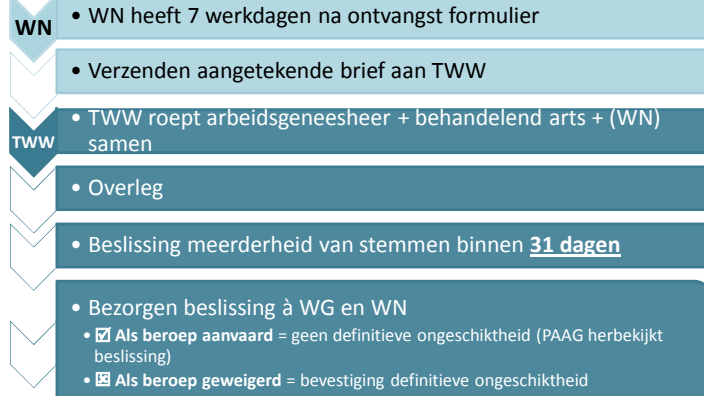 WN
• WN heeft 7 werkdagen na ontvangst formulier
• Verzenden aangetekende brief aan TWW
TWW
• TWW roept arbeidsgeneesheer + behandelend arts + (WN)
samen
• Overleg
• Beslissing meerderheid van stemmen binnen 31 dagen
• Bezorgen beslissing à WG en WN
• ☑ Als beroep aanvaard = geen definitieve ongeschiktheid (PAAG herbekijkt
beslissing)
• ☒ Als beroep geweigerd = bevestiging definitieve ongeschiktheid